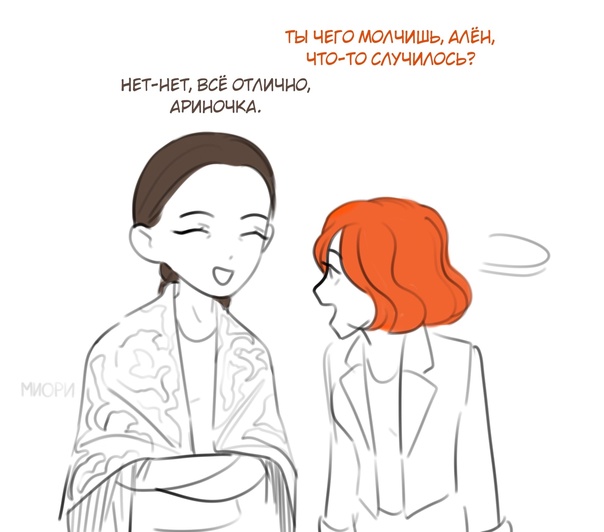 ТЫ ЧЕГО МОЛЧИШЬ, АЛЁН,
ЧТО-ТО СЛУЧИЛОСЬ?
НЕТ-НЕТ, ВСЁ ОТЛИЧНО,
АРИНОЧКА.
МИОРИ